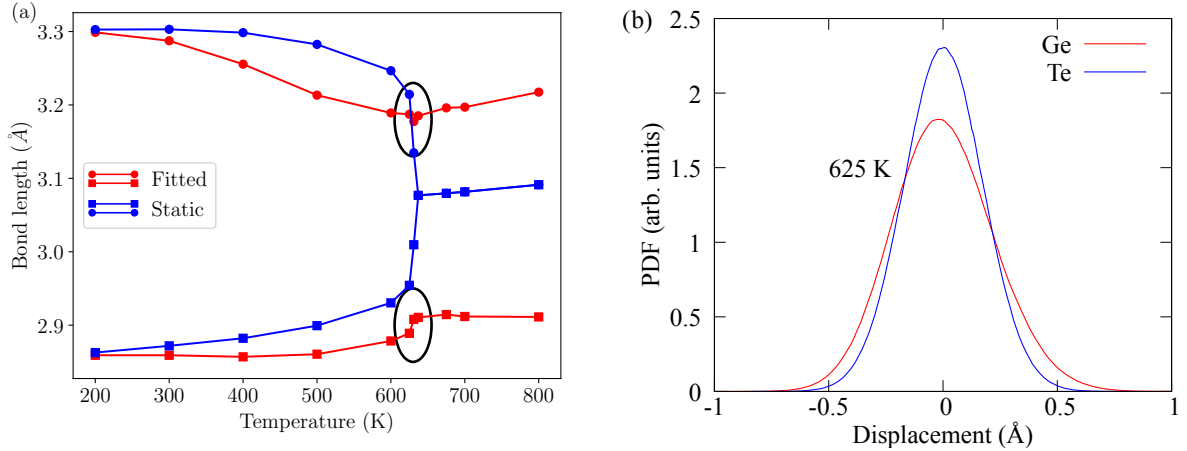 (a)
3.3
3.2
3.1
3.0
2.9
Bond length (Å)
Fitted
Static
200 300 400 500 600 700 800
Temperature (K)
(b)
2.5
2
1.5
1
0.5
0
PDF (arb. units)
Ge
Te
625 K
-1 -0.5 0 0.5 1
Displacement (Å)